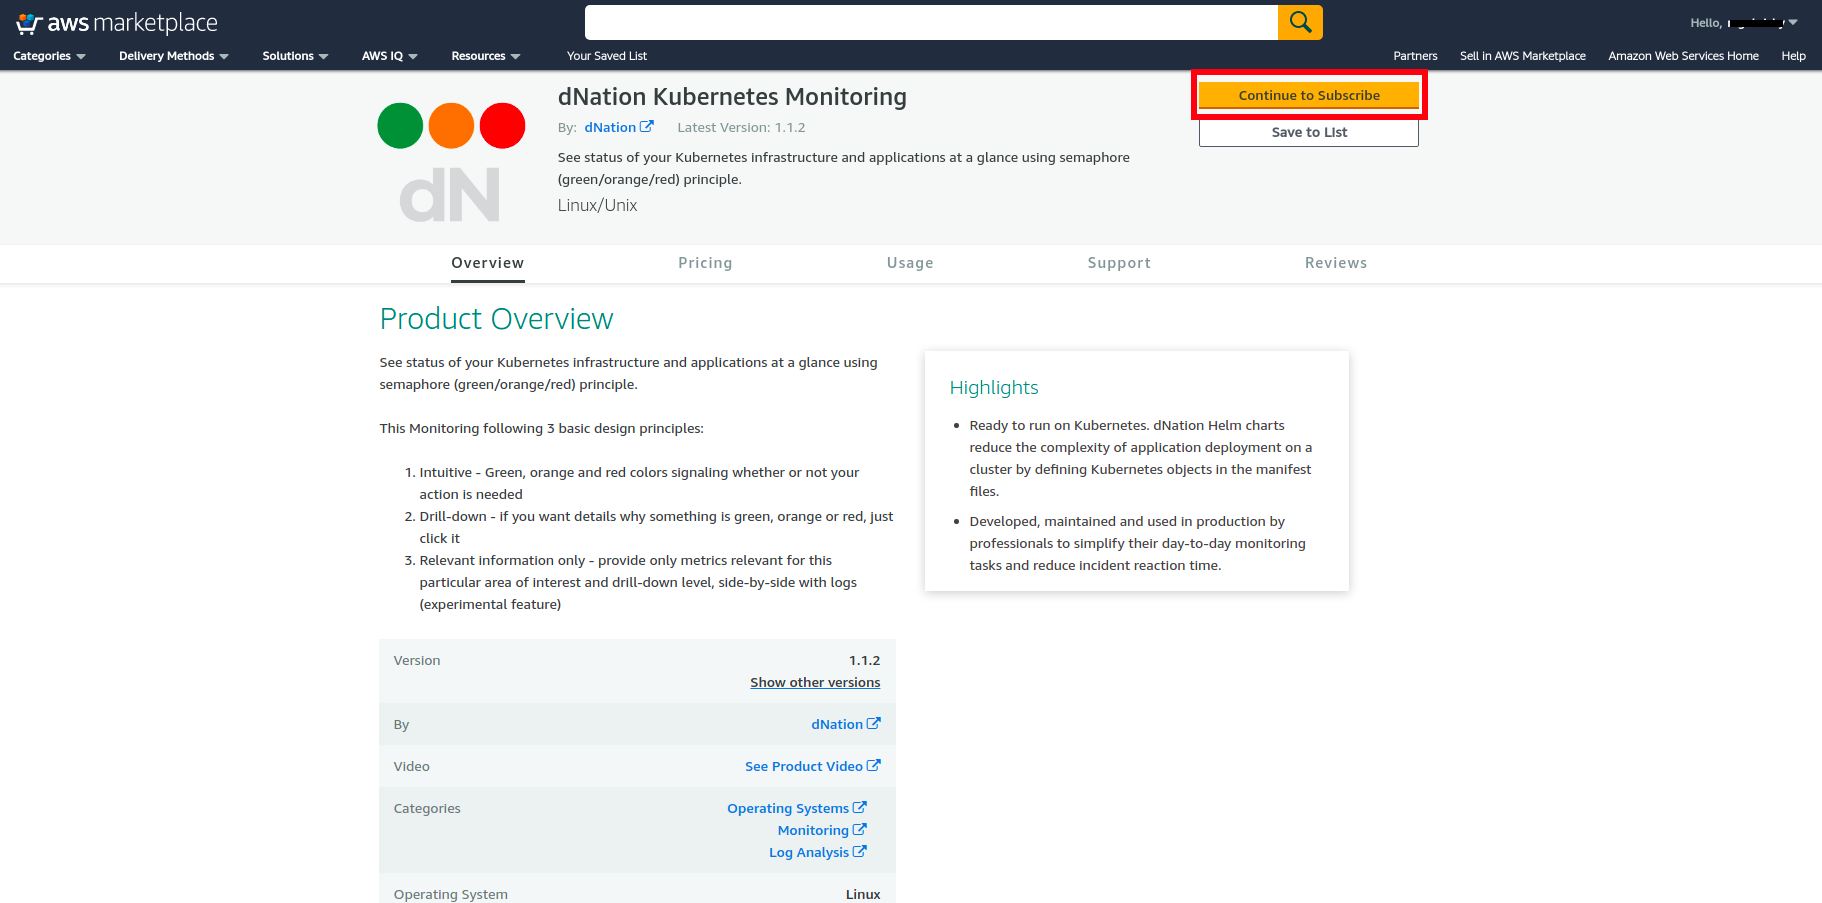 aws marketplace
Hello,
Categories Delivery Methods Solutions AWS IQ Resources Your Saved List Partners Sell in AWS Marketplace Amazon Web Services Home Help
dNation Kubernetes Monitoring
By: dNation Latest Version: 1.1.2
See status of your Kubernetes infrastructure and applications at a glance using semaphore
(green/orange/red) principle.
Linux/Unix
dN
Continue to Subscribe
Save to List
Overview Pricing Usage Support Reviews
Product Overview
See status of your Kubernetes infrastructure and applications at a glance using
semaphore (green/orange/red) principle.
This Monitoring following 3 basic design principles:
1. Intuitive - Green, orange and red colors signaling whether or not your
action is needed
2. Drill-down - if you want details why something is green, orange or red, just
click it
3. Relevant information only - provide only metrics relevant for this
particular area of interest and drill-down level, side-by-side with logs
(experimental feature)
Highlights
• Ready to run on Kubernetes. dNation Helm charts
reduce the complexity of application deployment on a
cluster by defining Kubernetes objects in the manifest
files.
• Developed, maintained and used in production by
professionals to simplify their day-to-day monitoring
tasks and reduce incident reaction time.
Version 1.1.2
Show other versions
By dNation
Video See Product Video
Categories Operating Systems
Monitoring
Log Analysis
Operating System Linux